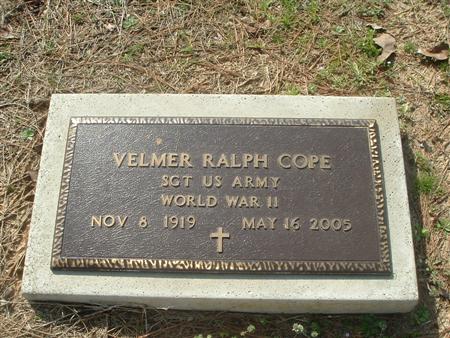 VELMER RALPH COPE
SGT US ARMY
WORLD WAR II
NOV 8 1919 MAY 16 2005